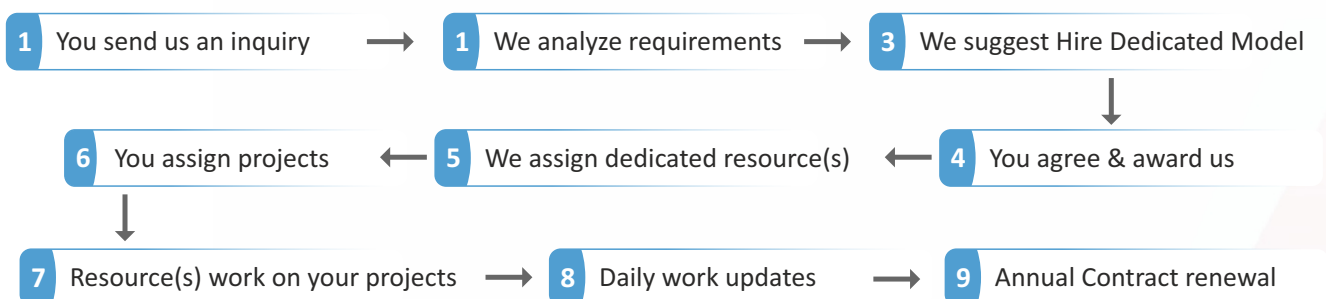 1 You send us an inquiry
1 We analyze requirements
3 We suggest Hire Dedicated Model
4 You agree & award us
5 We assign dedicated resource(s)
6 You assign projects
7 Resource(s) work on your projects
8 Daily work updates
9 Annual Contract renewal